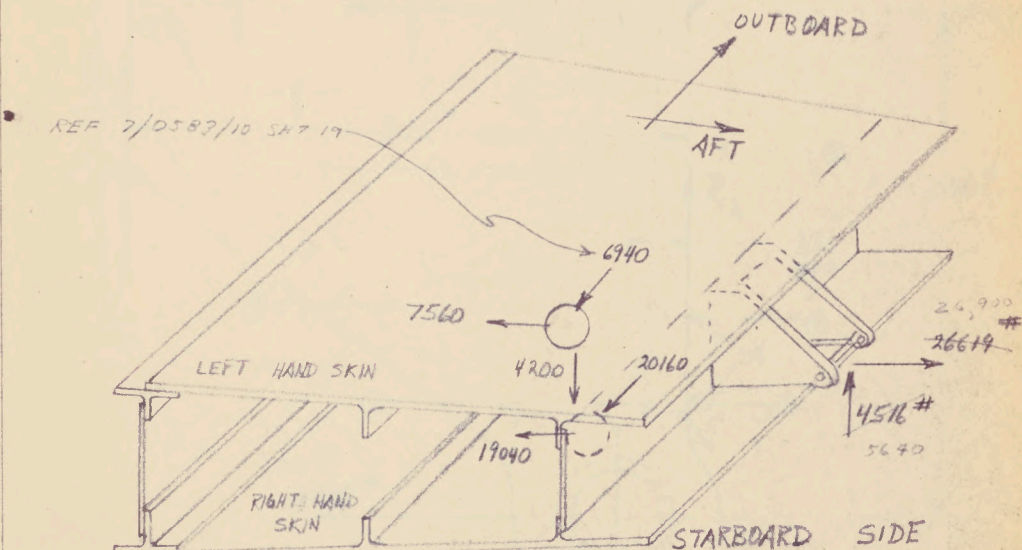 OUTBOARD
AFT
REF 7/0583/10 SHT 19
6940
7560
LEFT HAND SKIN
4200
20160
26,900
#
26619
4516 #
5640
19040
RIGHT HAND
SKIN
STARBOARD SIDE